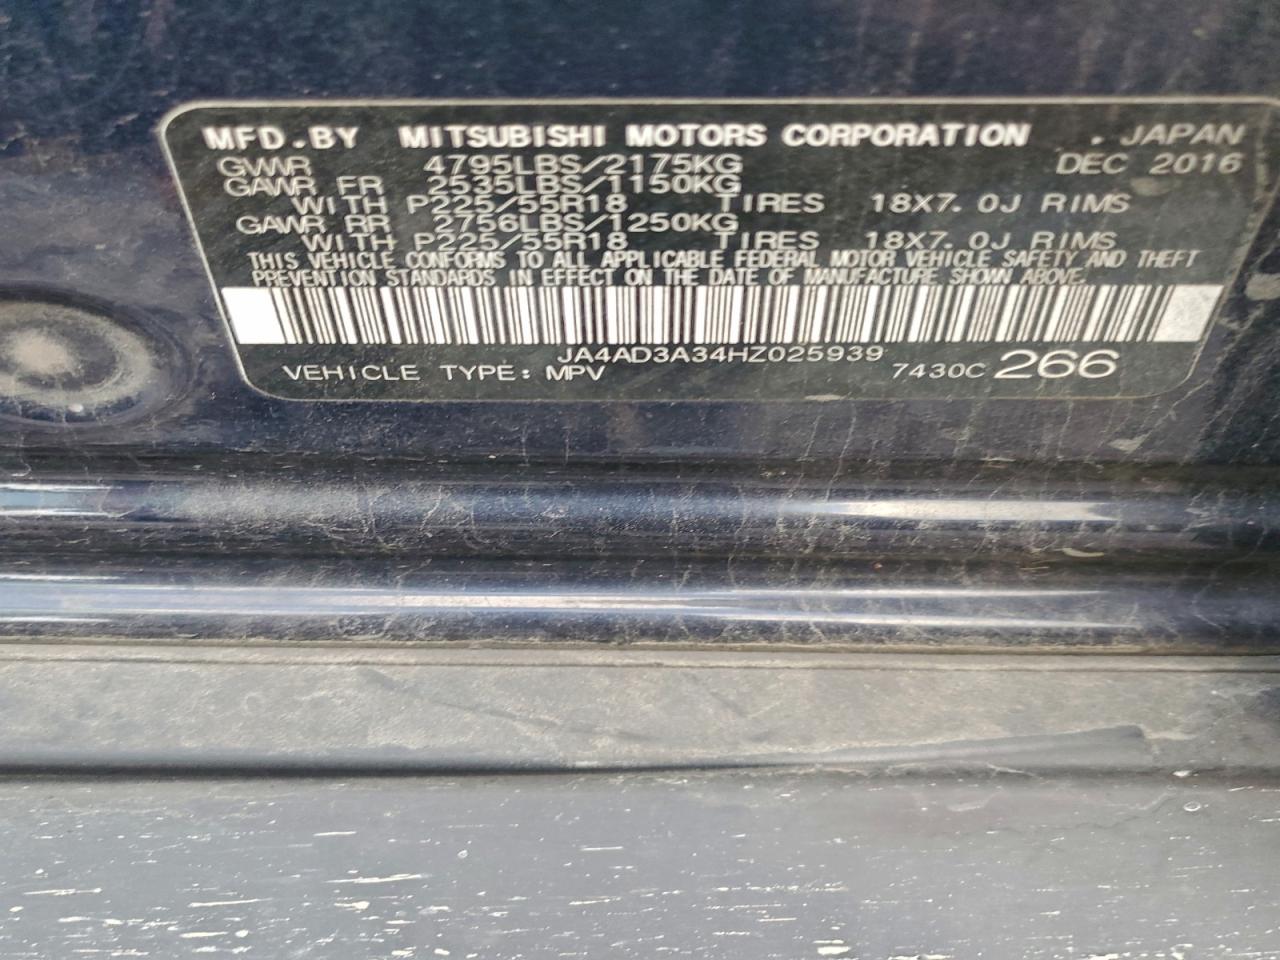 MFD.BY MITSUBISHI MOTORS CORPORATION . JAPAN
GVWR 4795LBS/2175KG DEC 2016
GAWR FR 2535LBS/1150KG
WITH P225/55R18 TIRES 18X7.0J RIMS
GAWR RR 2756LBS/1250KG
WITH P225/55R18 TIRES 18X7.0J RIMS
THIS VEHICLE CONFORMS TO ALL APPLICABLE FEDERAL MOTOR VEHICLE SAFETY AND THEFT
PREVENTION STANDARDS IN EFFECT ON THE DATE OF MANUFACTURE SHOWN ABOVE.
JA4AD3A34HZ025939
VEHICLE TYPE: MPV 7430C 266